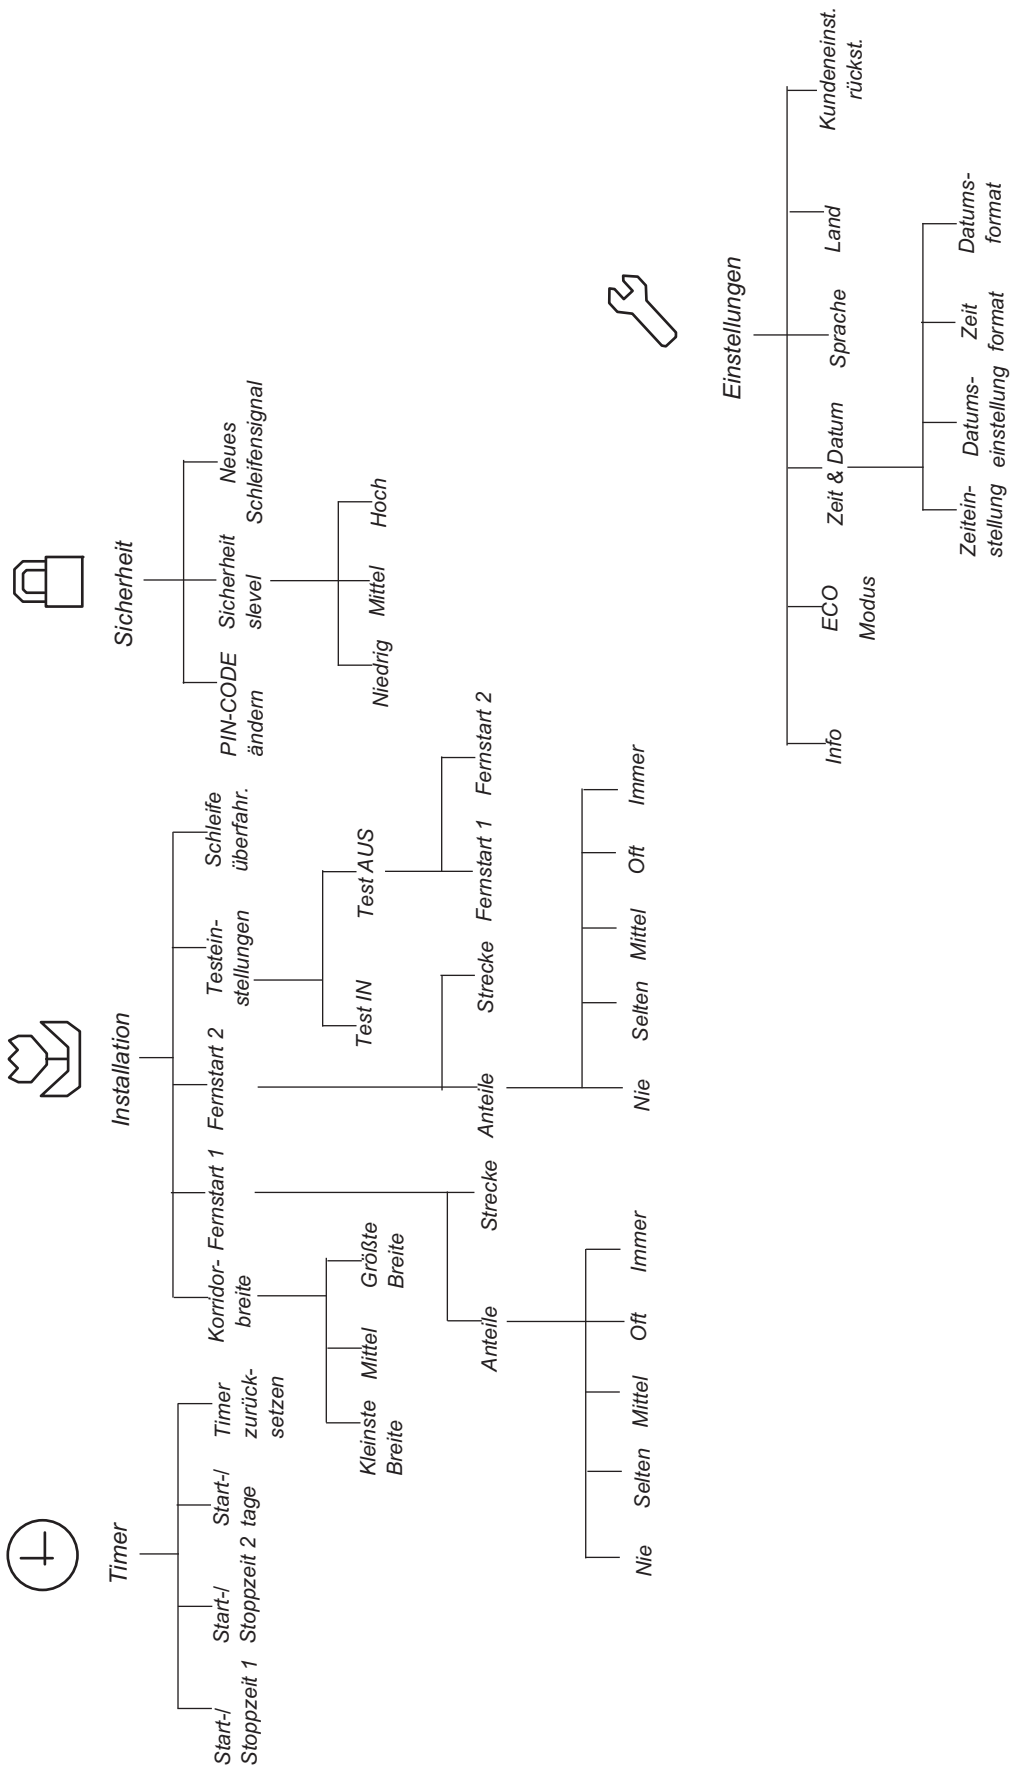 Timer
Start-/
Stoppzeit 1
Start-/
Stoppzeit 2
Start-/
tage
Timer
zurück-
setzen
Installation
Korridor-
breite
Kleinste
Breite
Mittel
Größte
Breite
Fernstart 1
Anteile
Strecke
Nie
Selten
Mittel
Oft
Immer
Fernstart 2
Anteile
Strecke
Nie
Selten
Mittel
Oft
Immer
Testein-
stellungen
Test IN
Test AUS
Fernstart 1
Fernstart 2
Schleife
überfahr.
Sicherheit
PIN-CODE
ändern
Sicherheit
slevel
Niedrig
Mittel
Hoch
Neues
Schleifensignal
Einstellungen
Info
ECO
Modus
Zeit & Datum
Zeitein-
stellung
Datums-
einstellung
Zeit
format
Datums-
format
Sprache
Land
Kundeneinst.
rückst.